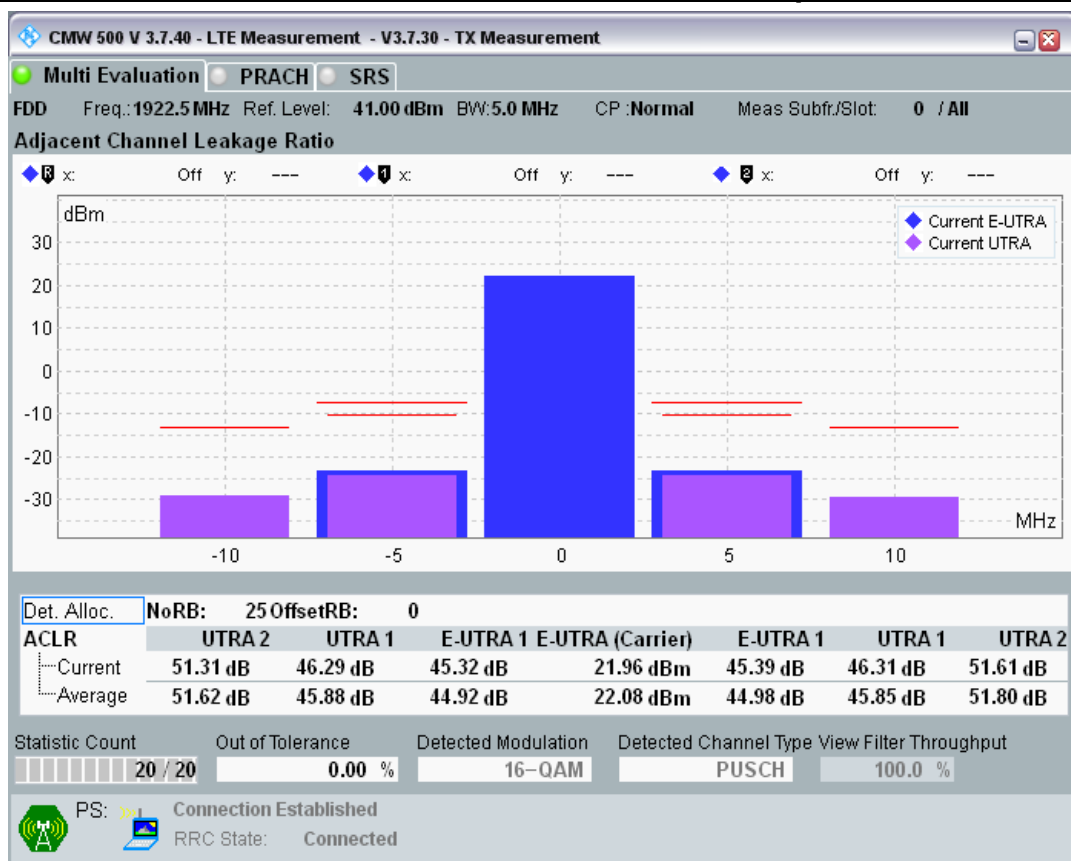 CMW 500 V 3.7.40 - LTE Measurement - V3.7.30 - TX Measurement
Multi Evaluation PRACH SRS
FDD Freq.:1922.5 MHz Ref. Level: 41.00 dBm BW:5.0 MHz CP :Normal Meas Subfr./Slot: 0 / All
Adjacent Channel Leakage Ratio
R x: Off y: --- 1 x: Off y: --- 2 x: Off y: ---
dBm
Current E-UTRA
Current UTRA
30
20
10
0
-10
-20
-30
MHz
-10 -5 0 5 10
Det. Alloc. NoRB: 25 OffsetRB: 0
ACLR UTRA 2 UTRA 1 E-UTRA 1 E-UTRA (Carrier) E-UTRA 1 UTRA 1 UTRA 2
Current 51.31 dB 46.29 dB 45.32 dB 21.96 dBm 45.39 dB 46.31 dB 51.61 dB
Average 51.62 dB 45.88 dB 44.92 dB 22.08 dBm 44.98 dB 45.85 dB 51.80 dB
Statistic Count Out of Tolerance Detected Modulation Detected Channel Type View Filter Throughput
20 / 20 0.00 % 16-QAM PUSCH 100.0 %
PS: Connection Established
RRC State: Connected